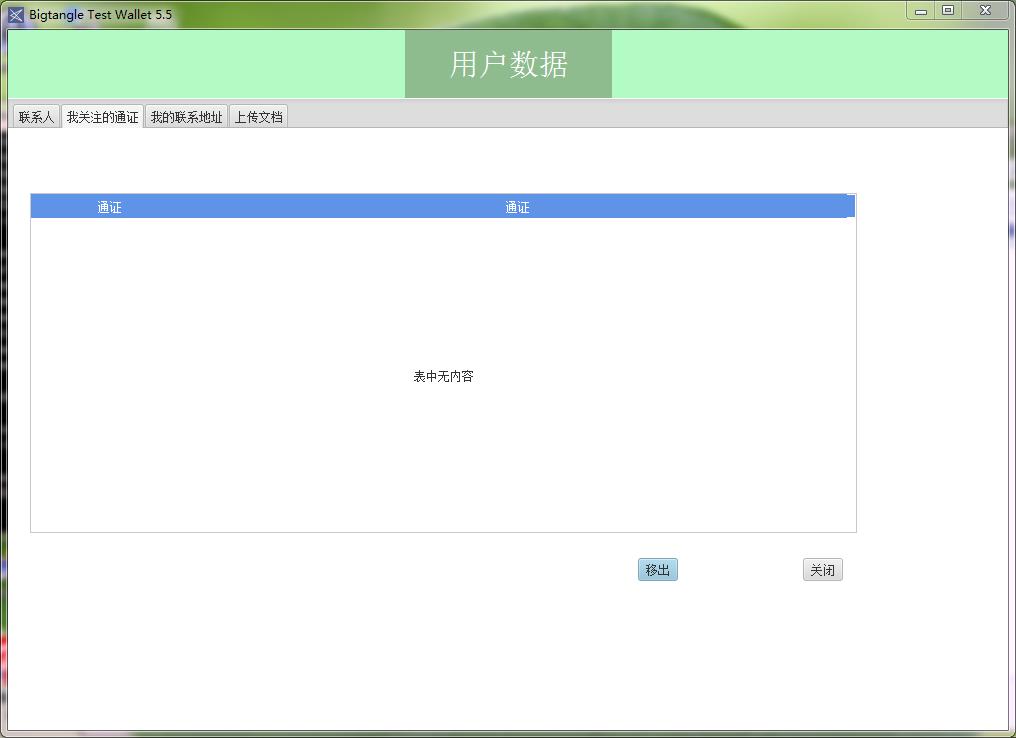 Bigtangle Test Wallet 5.5
用户数据
联系人 我关注的通证 我的联系地址 上传文档
通证 通证
表中无内容
移出 关闭